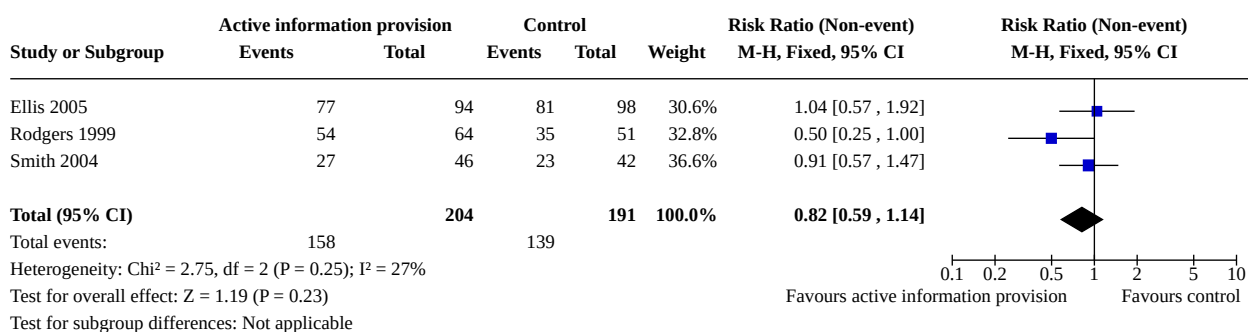 Active information provision Control Risk Ratio (Non-event) Risk Ratio (Non-event)
Study or Subgroup Events Total Events Total Weight M-H, Fixed, 95% CI M-H, Fixed, 95% CI
Ellis 2005 77 94 81 98 30.6% 1.04 [0.57 , 1.92]
Rodgers 1999 54 64 35 51 32.8% 0.50 [0.25 , 1.00]
Smith 2004 27 46 23 42 36.6% 0.91 [0.57 , 1.47]
Total (95% CI) 204 191 100.0% 0.82 [0.59 , 1.14]
Total events: 158 139
Heterogeneity: Chi² = 2.75, df = 2 (P = 0.25); I² = 27%
0.1 0.2 0.5 1 2 5 10
Test for overall effect: Z = 1.19 (P = 0.23) Favours active information provision Favours control
Test for subgroup differences: Not applicable